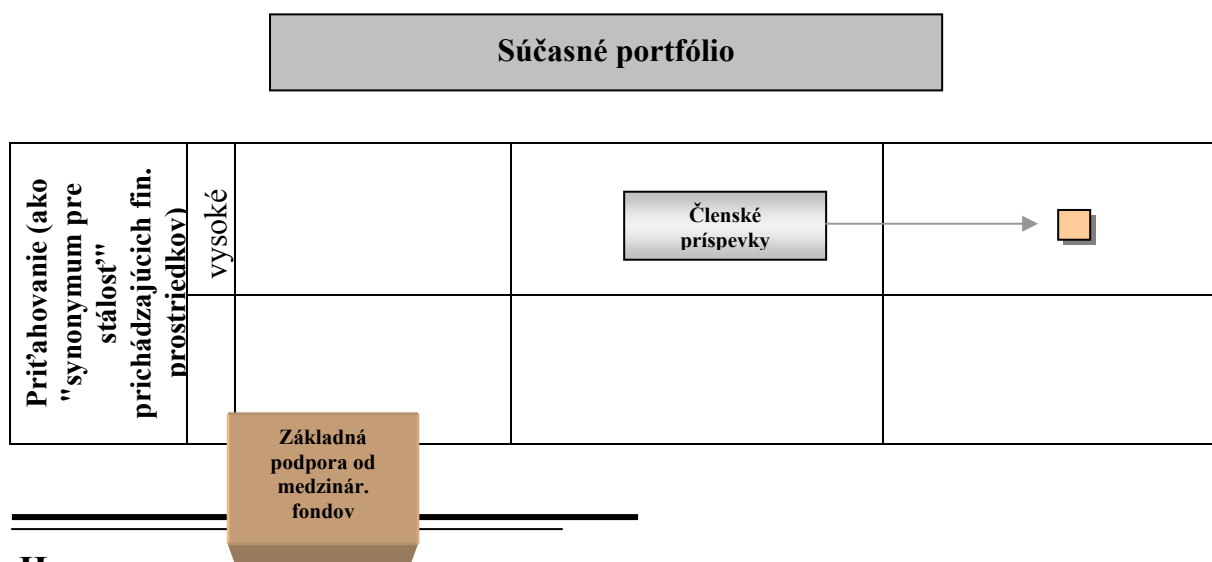 Súčasné portfólio
Priťahovanie (ako
"synonymum pre
stálosť'"
prichádzajúcich fin.
prostriedkov)
vysoké
Členské
príspevky
Základná
podpora od
medzinár.
fondov